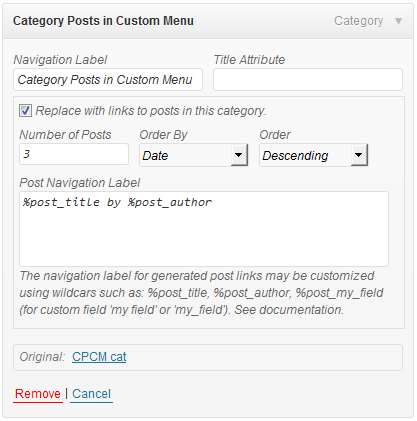 Category Posts in Custom Menu Category
Navigation Label Title Attribute
Category Posts in Custom Menu
Replace with links to posts in this category.
Number of Posts Order By Order
3 Date Descending
Post Navigation Label
%post_title by %post_author
The navigation label for generated post links may be customized
using wildcars such as: %post_title, %post_author, %post_my_field
(for custom field 'my field' or 'my_field'). See documentation.
Original: CPCM cat
Remove | Cancel